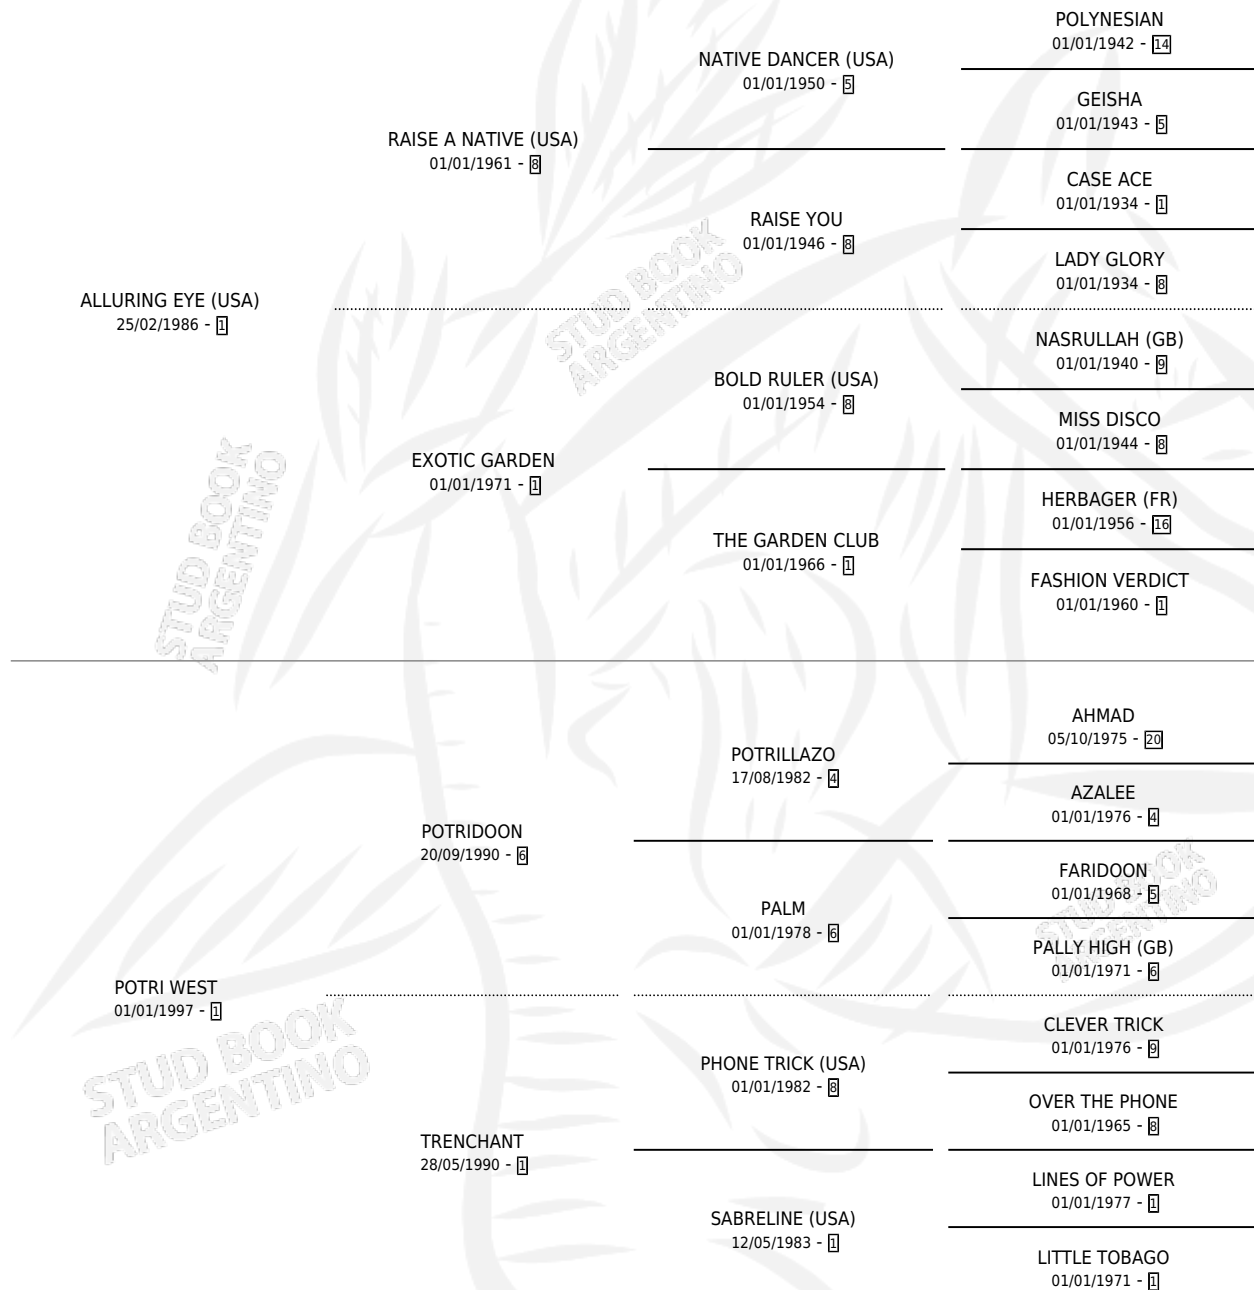 POLYNESIAN
01/01/1942 - 14
NATIVE DANCER (USA)
01/01/1950 - 5
GEISHA
01/01/1943 - 5
RAISE A NATIVE (USA)
01/01/1961 - 8
CASE ACE
01/01/1934 - 1
RAISE YOU
01/01/1946 - 8
LADY GLORY
01/01/1934 - 8
ALLURING EYE (USA)
25/02/1986 - 1
STUD BOOK
ARGENTINO
NASRULLAH (GB)
01/01/1940 - 9
BOLD RULER (USA)
01/01/1954 - 8
MISS DISCO
01/01/1944 - 8
EXOTIC GARDEN
01/01/1971 - 1
HERBAGER (FR)
01/01/1956 - 16
THE GARDEN CLUB
01/01/1966 - 1
FASHION VERDICT
01/01/1960 - 1
STUD BOOK
ARGENTINO
AHMAD
05/10/1975 - 20
POTRILLAZO
17/08/1982 - 4
AZALEE
01/01/1976 - 4
POTRIDOON
20/09/1990 - 6
FARIDOON
01/01/1968 - 5
PALM
01/01/1978 - 6
STUD BOOK
ARGENTINO
PALLY HIGH (GB)
01/01/1971 - 6
POTRI WEST
01/01/1997 - 1
CLEVER TRICK
01/01/1976 - 9
PHONE TRICK (USA)
01/01/1982 - 8
STUD BOOK
ARGENTINO
OVER THE PHONE
01/01/1965 - 8
TRENCHANT
28/05/1990 - 1
LINES OF POWER
01/01/1977 - 1
SABRELINE (USA)
12/05/1983 - 1
LITTLE TOBAGO
01/01/1971 - 1